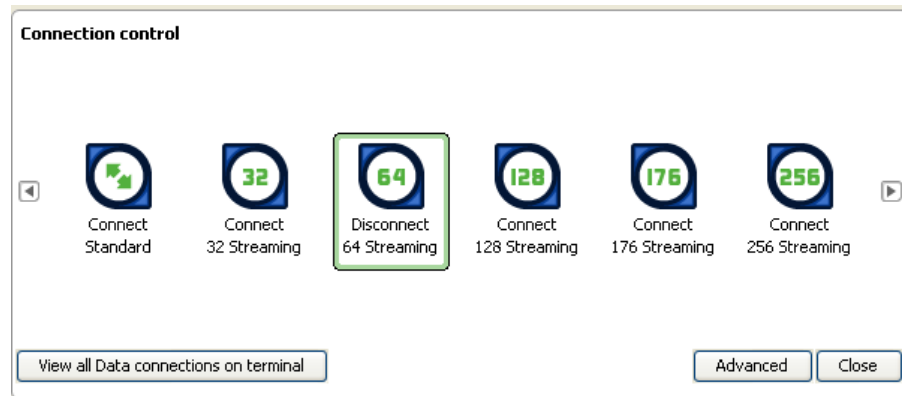 Connection control
32
64
128
176
256
Connect
Standard
Connect
32 Streaming
Disconnect
64 Streaming
Connect
128 Streaming
Connect
176 Streaming
Connect
256 Streaming
View all Data connections on terminal
Advanced
Close